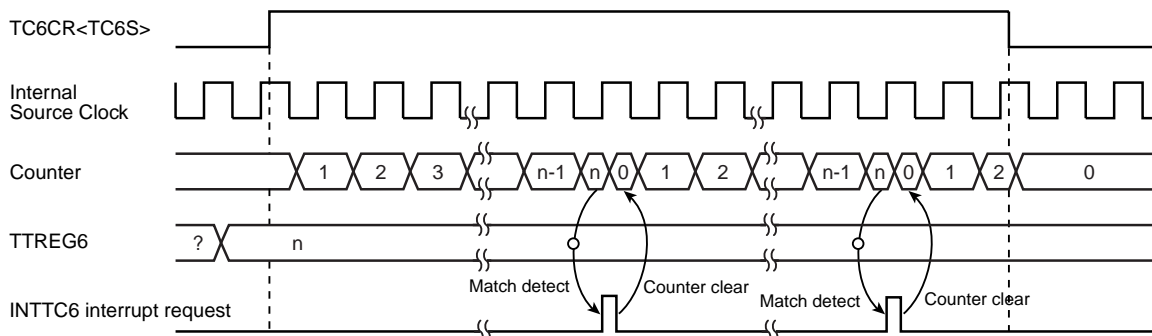 TC6CR<TC6S>
Internal
Source Clock
Counter 1 2 3 n-1 n 0 1 2 n-1 n 0 1 2 0
TTREG6 ? n
Match detect Counter clear Match detect Counter clear
INTTC6 interrupt request